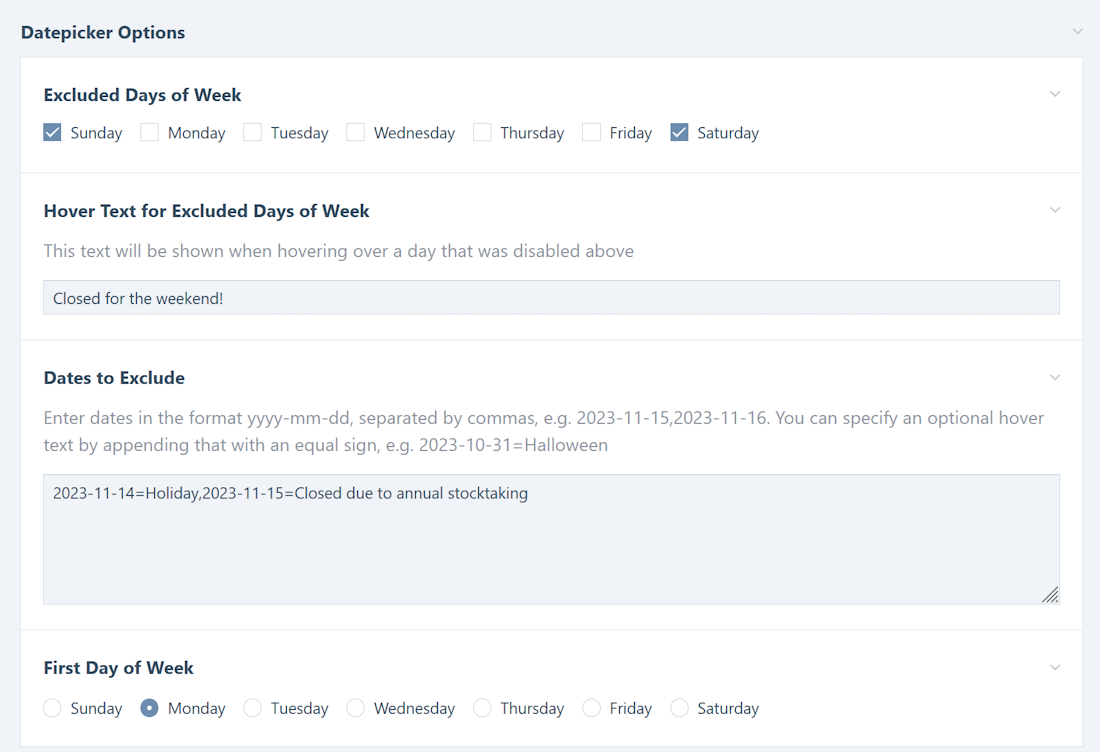 Datepicker Options
Excluded Days of Week
Sunday Monday Tuesday Wednesday Thursday Friday Saturday
Hover Text for Excluded Days of Week
This text will be shown when hovering over a day that was disabled above
Closed for the weekend!
Dates to Exclude
Enter dates in the format yyyy-mm-dd, separated by commas, e.g. 2023-11-15,2023-11-16. You can specify an optional hover
text by appending that with an equal sign, e.g. 2023-10-31=Halloween
2023-11-14=Holiday,2023-11-15=Closed due to annual stocktaking
First Day of Week
Sunday Monday Tuesday Wednesday Thursday Friday Saturday